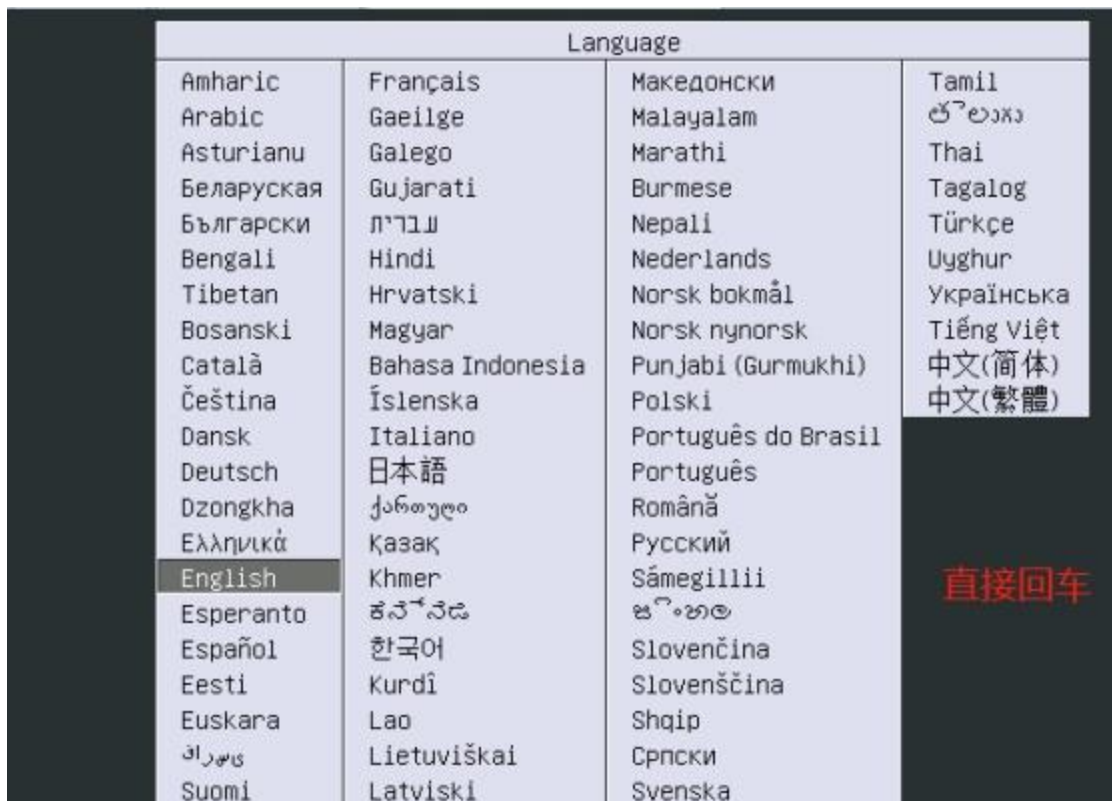 Language
Amharic
Arabic
Asturianu
Беларуская
Български
Bengali
Tibetan
Bosanski
Català
Čeština
Dansk
Deutsch
Dzongkha
Ελληνικά
English
Esperanto
Español
Eesti
Euskara
Suomi
Français
Gaeilge
Galego
Gujarati
עברית
Hindi
Hrvatski
Magyar
Bahasa Indonesia
Íslenska
Italiano
日本語
ქართული
Қазақ
Khmer
한국어
Kurdî
Lao
Lietuviškai
Latviski
Македонски
Malayalam
Marathi
Burmese
Nepali
Nederlands
Norsk bokmål
Norsk nynorsk
Punjabi (Gurmukhi)
Polski
Português do Brasil
Português
Română
Русский
Sámegillii
Slovenčina
Slovenščina
Shqip
Српски
Svenska
Tamil
Thai
Tagalog
Türkçe
Uyghur
Українська
Tiếng Việt
中文(简体)
中文(繁體)
直接回车